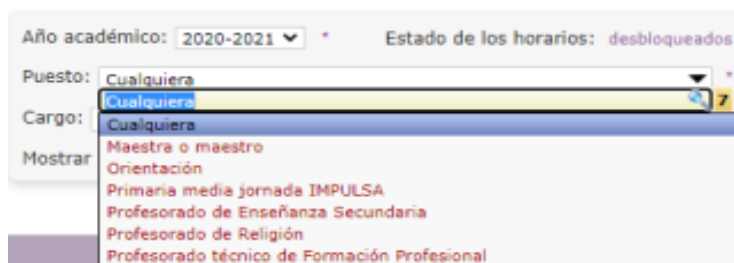 Año académico: 2020-2021 * Estado de los horarios: desbloqueados
Puesto: Cualquiera *
Cualquiera 7
Cargo:
Cualquiera
Maestra o maestro
Mostrar
Orientación
Primaria media jornada IMPULSA
Profesorado de Enseñanza Secundaria
Profesorado de Religión
Profesorado técnico de Formación Profesional